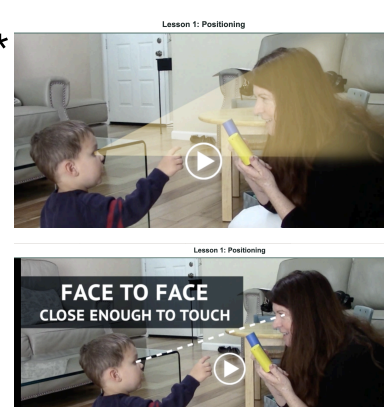 *
Lesson 1: Positioning
Lesson 1: Positioning
FACE TO FACE
CLOSE ENOUGH TO TOUCH